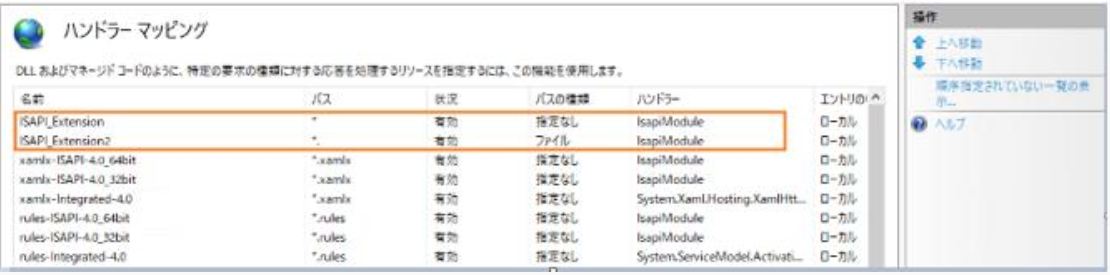 ハンドラー マッピング
DLL およびマネージド コードのように、特定の要求の種類に対する応答を処理するリソースを指定するには、この機能を使用します。
名前 パス 状況 パスの種類 ハンドラー エントリの
ISAPI_Extension * 有効 指定なし IsapiModule ローカル
ISAPI_Extension2 *. 有効 ファイル IsapiModule ローカル
xamlx-ISAPI-4.0_64bit *.xamlx 有効 指定なし IsapiModule ローカル
xamlx-ISAPI-4.0_32bit *.xamlx 有効 指定なし IsapiModule ローカル
xamlx-Integrated-4.0 *.xamlx 有効 指定なし System.Xaml.Hosting.XamlHtt... ローカル
rules-ISAPI-4.0_64bit *.rules 有効 指定なし IsapiModule ローカル
rules-ISAPI-4.0_32bit *.rules 有効 指定なし IsapiModule ローカル
rules-Integrated-4.0 *.rules 有効 指定なし System.ServiceModel.Activati... ローカル
操作
上へ移動
下へ移動
順序指定されていない一覧の表
示...
ヘルプ